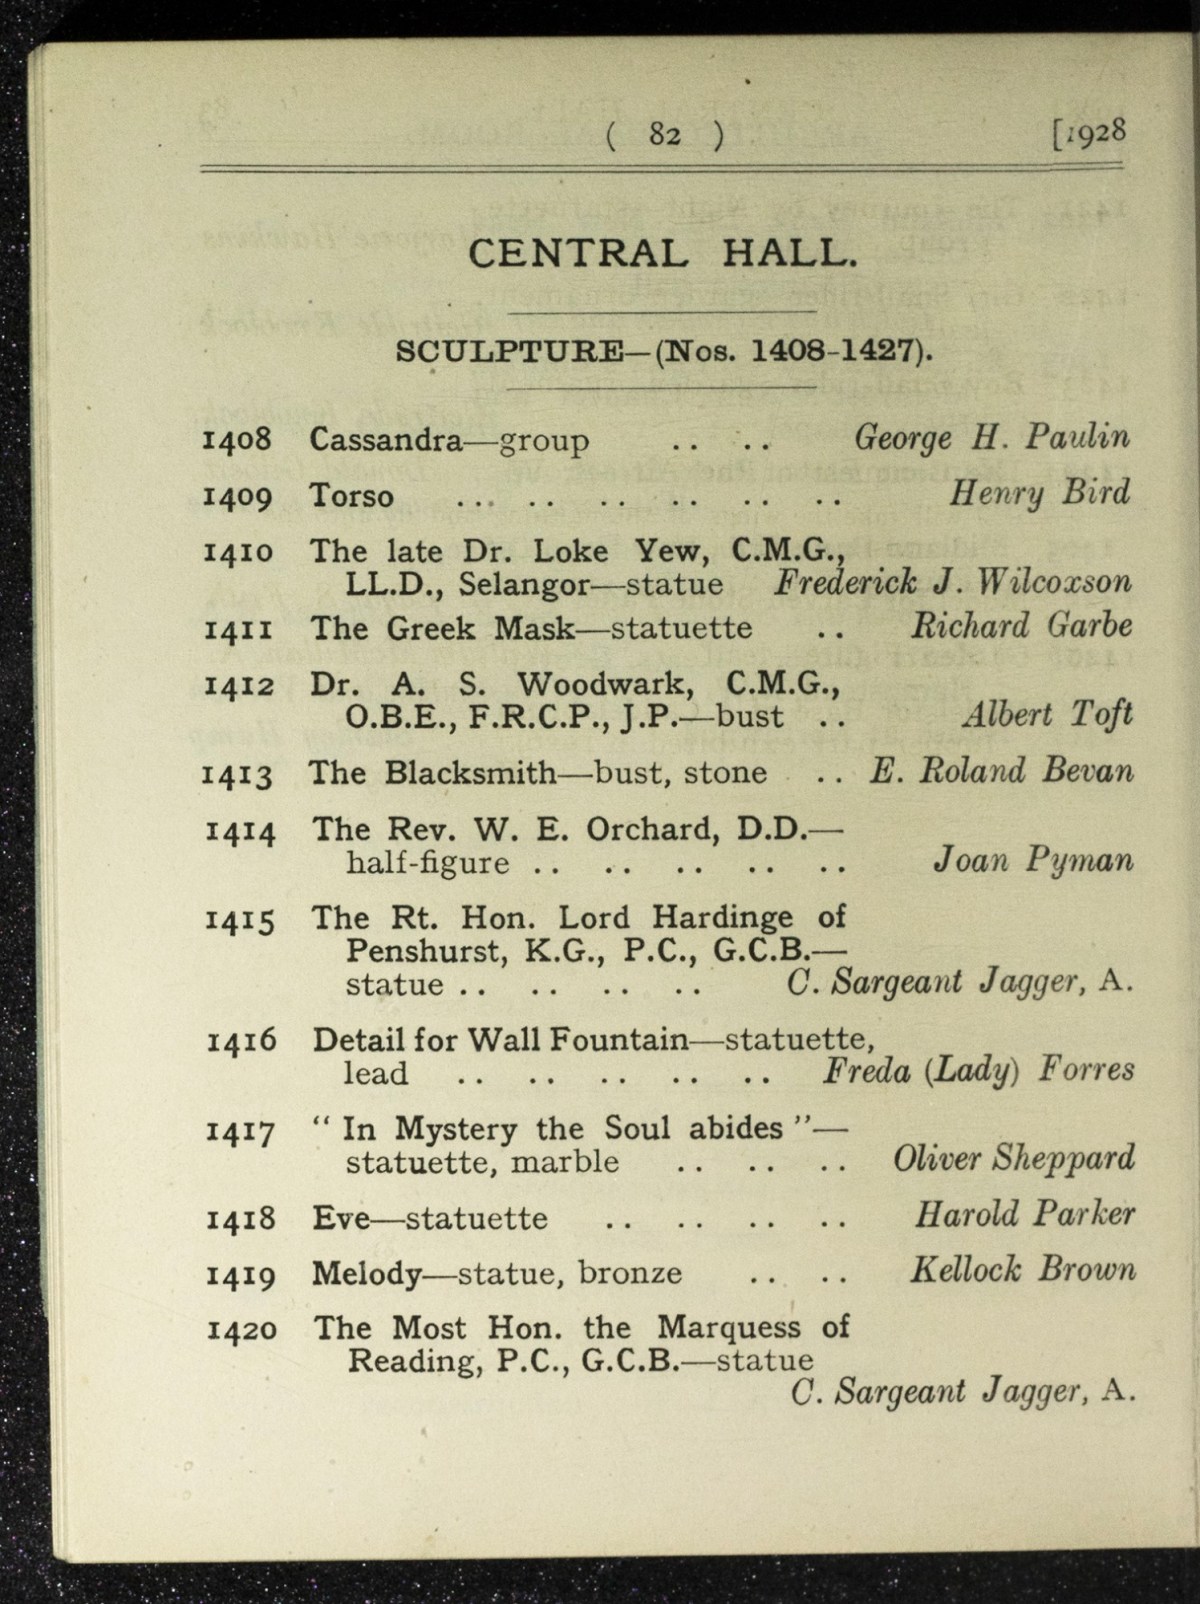 ( 82 ) [1928
CENTRAL HALL.
SCULPTURE—(Nos. 1408-1427).
1408 Cassandra—group .. .. George H. Paulin
1409 Torso ... .. .. .. .. .. Henry Bird
1410 The late Dr. Loke Yew, C.M.G.,
LL.D., Selangor—statue Frederick J. Wilcoxson
1411 The Greek Mask—statuette .. Richard Garbe
1412 Dr. A. S. Woodwark, C.M.G.,
O.B.E., F.R.C.P., J.P.—bust .. Albert Toft
1413 The Blacksmith—bust, stone .. E. Roland Bevan
1414 The Rev. W. E. Orchard, D.D.—
half-figure .. .. .. .. .. Joan Pyman
1415 The Rt. Hon. Lord Hardinge of
Penshurst, K.G., P.C., G.C.B.—
statue .. .. .. .. C. Sargeant Jagger, A.
1416 Detail for Wall Fountain—statuette,
lead .. .. .. .. .. Freda (Lady) Forres
1417 “ In Mystery the Soul abides ”—
statuette, marble .. .. .. Oliver Sheppard
1418 Eve—statuette .. .. .. .. Harold Parker
1419 Melody—statue, bronze .. .. Kellock Brown
1420 The Most Hon. the Marquess of
Reading, P.C., G.C.B.—statue
C. Sargeant Jagger, A.